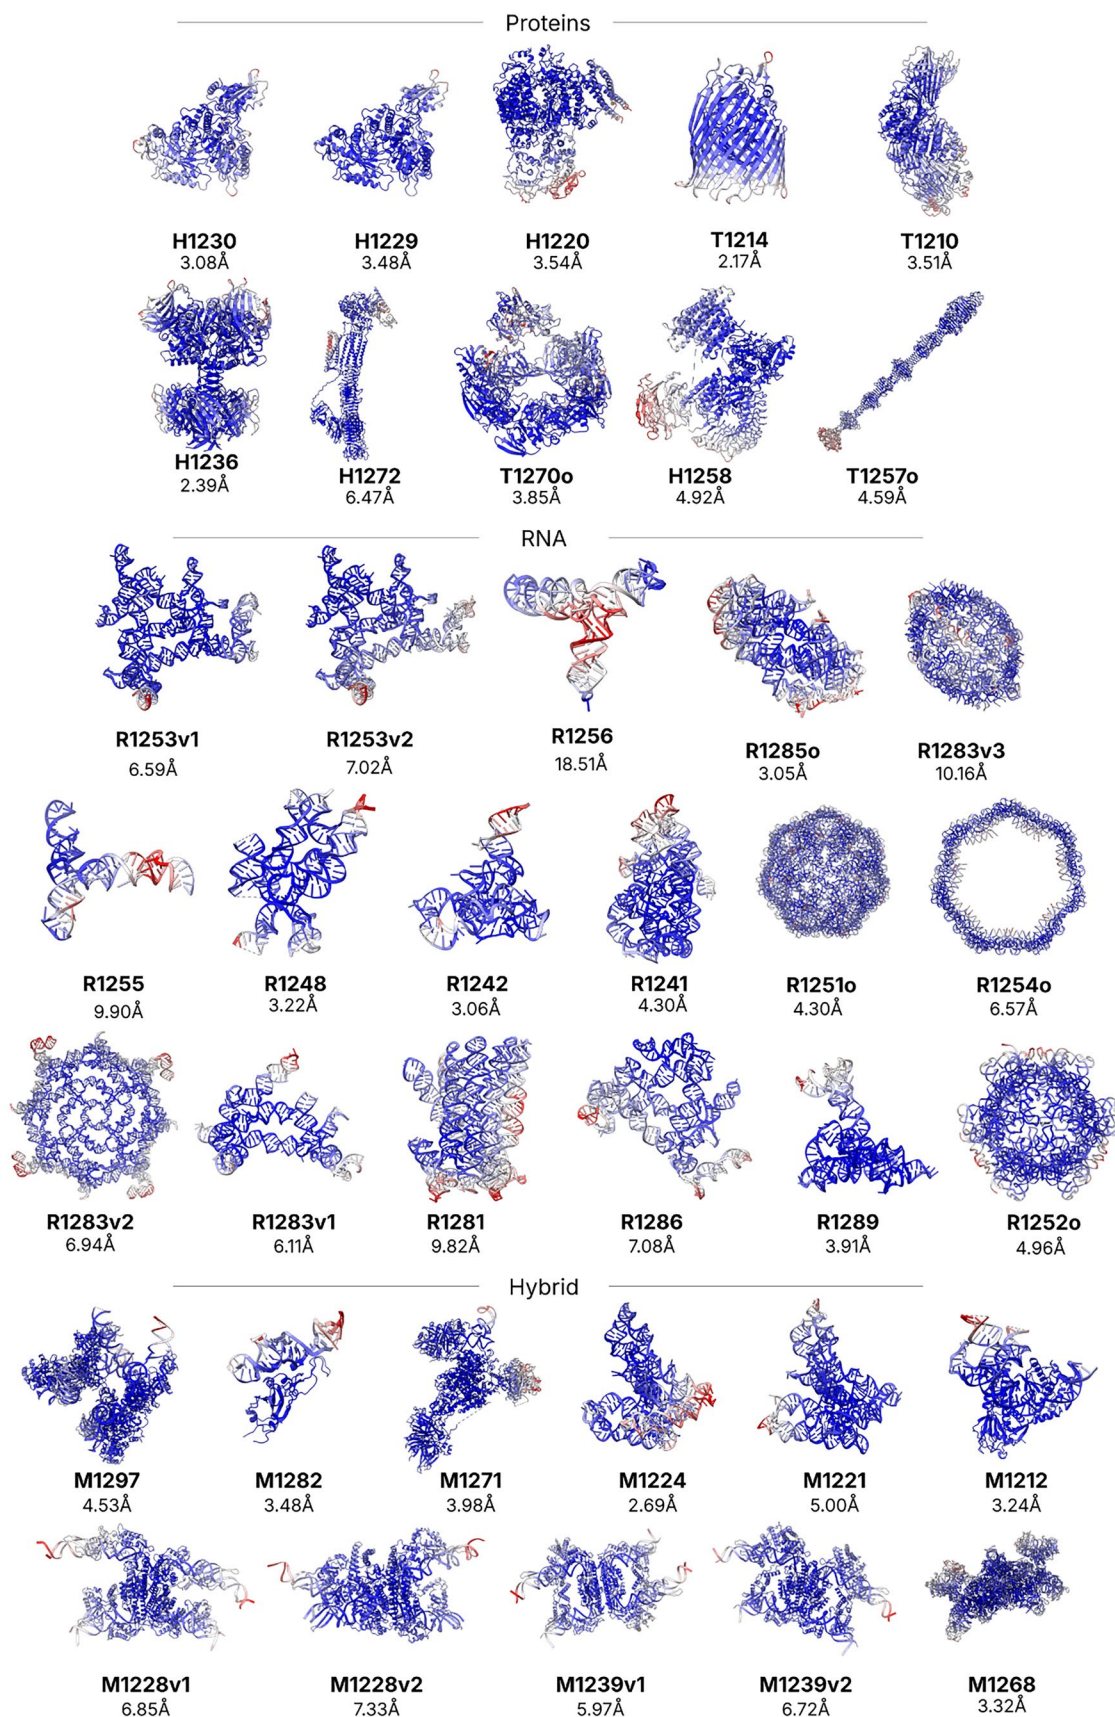 Proteins
H1230 H1229 H1220 T1214 T1210
3.08Å 3.48Å 3.54Å 2.17Å 3.51Å
H1236 H1272 T1270o H1258 T1257o
2.39Å 6.47Å 3.85Å 4.92Å 4.59Å
RNA
R1253v1 R1253v2 R1256 R1285o R1283v3
6.59Å 7.02Å 18.51Å 3.05Å 10.16Å
R1255 R1248 R1242 R1241 R1251o R1254o
9.90Å 3.22Å 3.06Å 4.30Å 4.30Å 6.57Å
R1283v2 R1283v1 R1281 R1286 R1289 R1252o
6.94Å 6.11Å 9.82Å 7.08Å 3.91Å 4.96Å
Hybrid
M1297 M1282 M1271 M1224 M1221 M1212
4.53Å 3.48Å 3.98Å 2.69Å 5.00Å 3.24Å
M1228v1 M1228v2 M1239v1 M1239v2 M1268
6.85Å 7.33Å 5.97Å 6.72Å 3.32Å